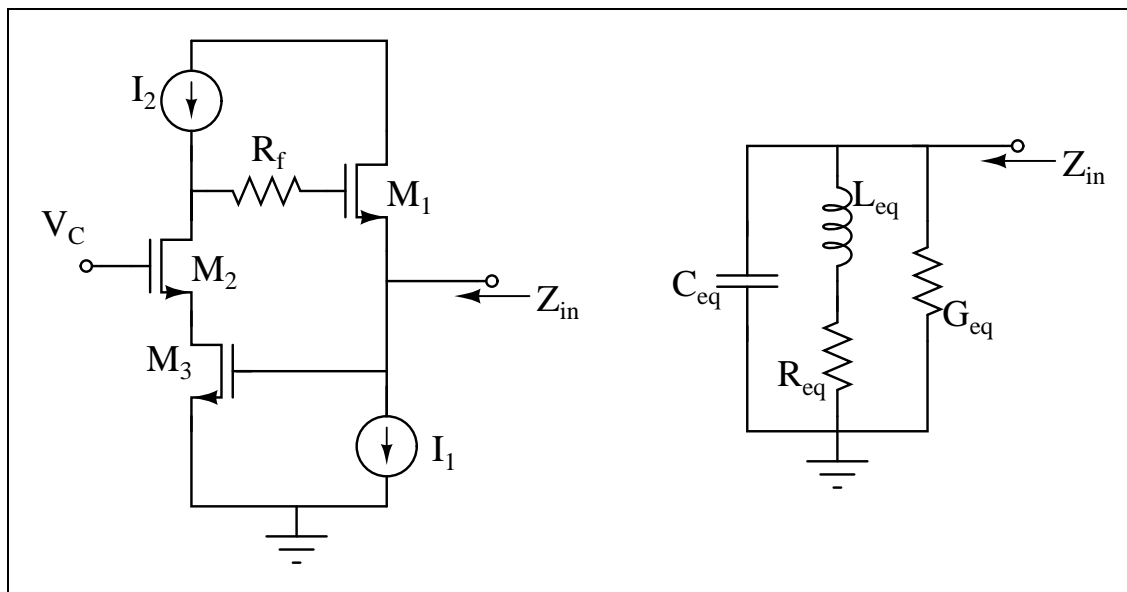 I2
Rf
M1
VC
M2
Zin
M3
I1
Zin
Leq
Ceq
Geq
Req